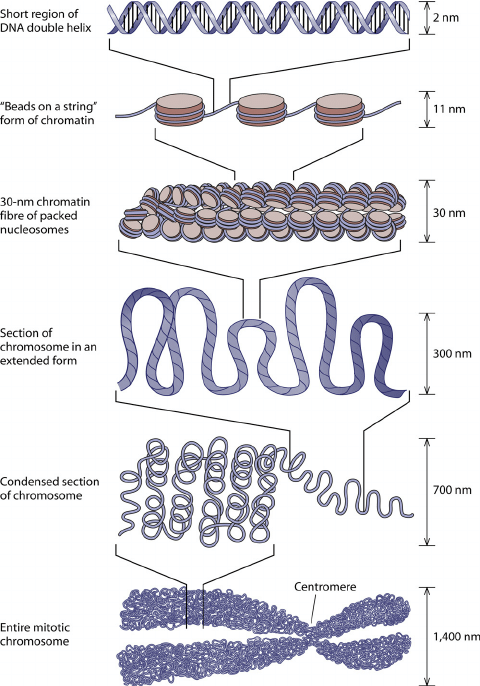 Short region of
DNA double helix
2 nm
“Beads on a string”
form of chromatin
11 nm
30-nm chromatin
fibre of packed
nucleosomes
30 nm
Section of
chromosome in an
extended form
300 nm
Condensed section
of chromosome
700 nm
Centromere
Entire mitotic
chromosome
1,400 nm